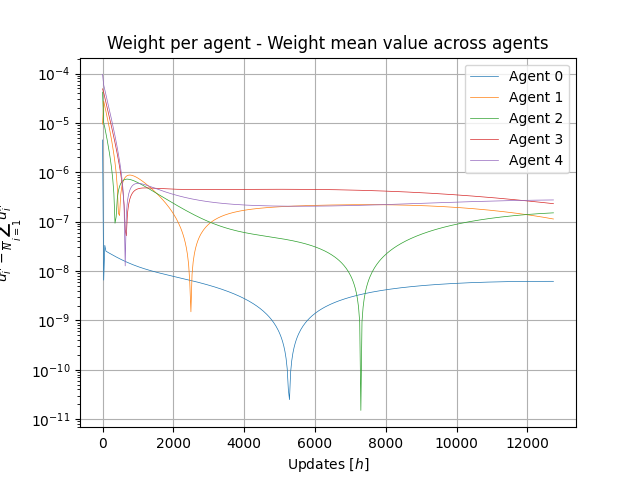 Weight per agent - Weight mean value across agents
Agent 0
Agent 1
Agent 2
Agent 3
Agent 4
10⁻⁴
10⁻⁵
10⁻⁶
10⁻⁷
10⁻⁸
10⁻⁹
10⁻¹⁰
10⁻¹¹
0 2000 4000 6000 8000 10000 12000
Updates [h]